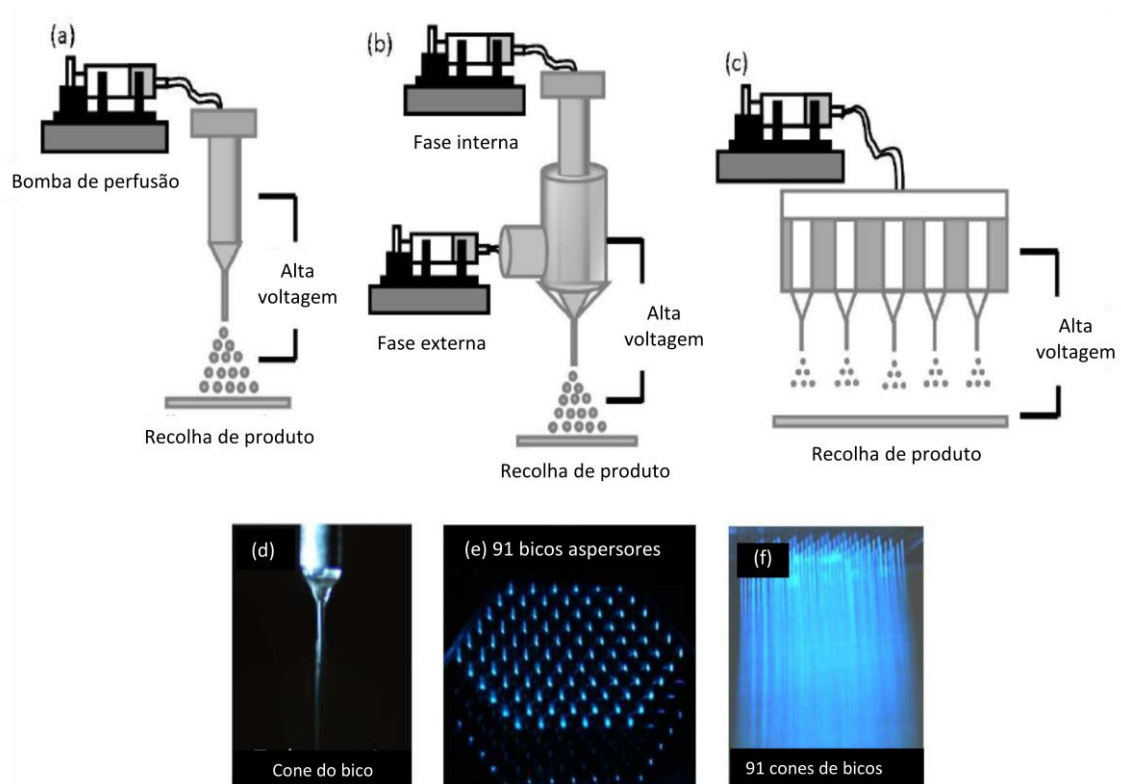 (a)
Bomba de perfusão
Alta
voltagem
Recolha de produto
(b)
Fase interna
Fase externa
Alta
voltagem
Recolha de produto
(c)
Alta
voltagem
Recolha de produto
(d)
Cone do bico
(e) 91 bicos aspersores
(f)
91 cones de bicos